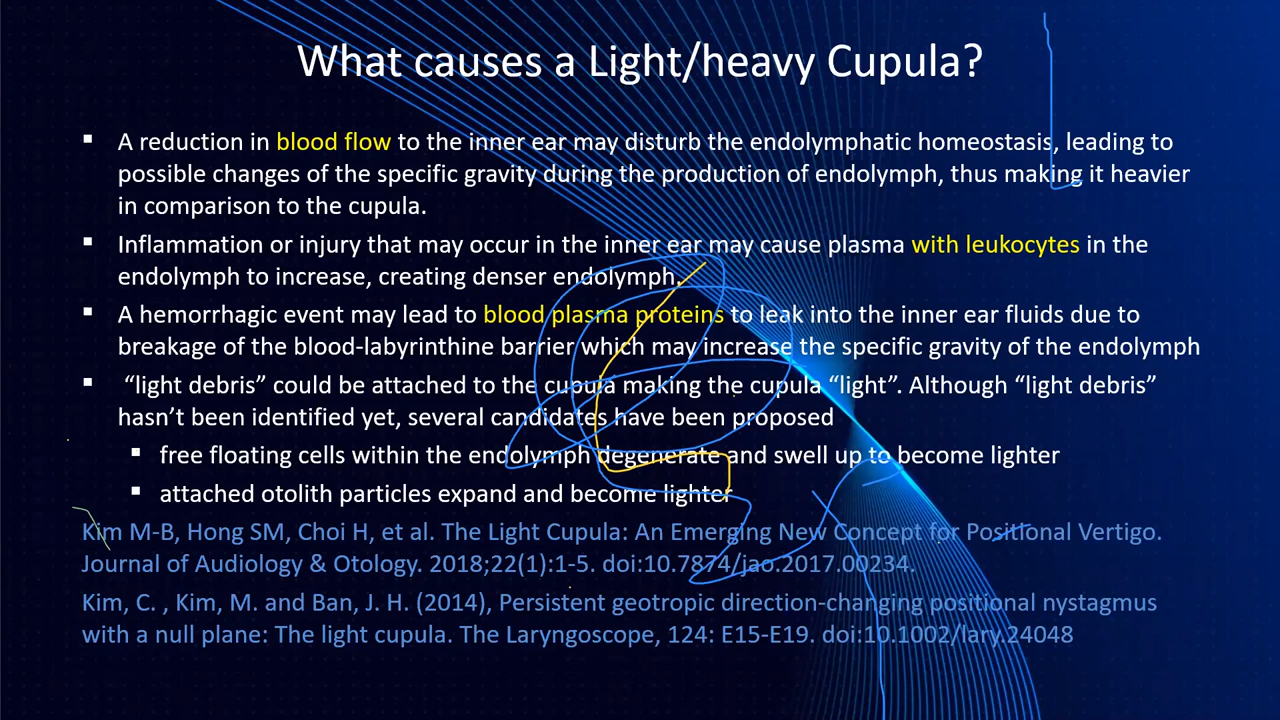 What causes a Light/heavy Cupula?
▪ A reduction in blood flow to the inner ear may disturb the endolymphatic homeostasis, leading to
possible changes of the specific gravity during the production of endolymph, thus making it heavier
in comparison to the cupula.
▪ Inflammation or injury that may occur in the inner ear may cause plasma with leukocytes in the
endolymph to increase, creating denser endolymph.
▪ A hemorrhagic event may lead to blood plasma proteins to leak into the inner ear fluids due to
breakage of the blood-labyrinthine barrier which may increase the specific gravity of the endolymph
▪ “light debris” could be attached to the cupula making the cupula “light”. Although “light debris”
hasn’t been identified yet, several candidates have been proposed
▪ free floating cells within the endolymph degenerate and swell up to become lighter
▪ attached otolith particles expand and become lighter
Kim M-B, Hong SM, Choi H, et al. The Light Cupula: An Emerging New Concept for Positional Vertigo.
Journal of Audiology & Otology. 2018;22(1):1-5. doi:10.7874/jao.2017.00234.
Kim, C. , Kim, M. and Ban, J. H. (2014), Persistent geotropic direction-changing positional nystagmus
with a null plane: The light cupula. The Laryngoscope, 124: E15-E19. doi:10.1002/lary.24048